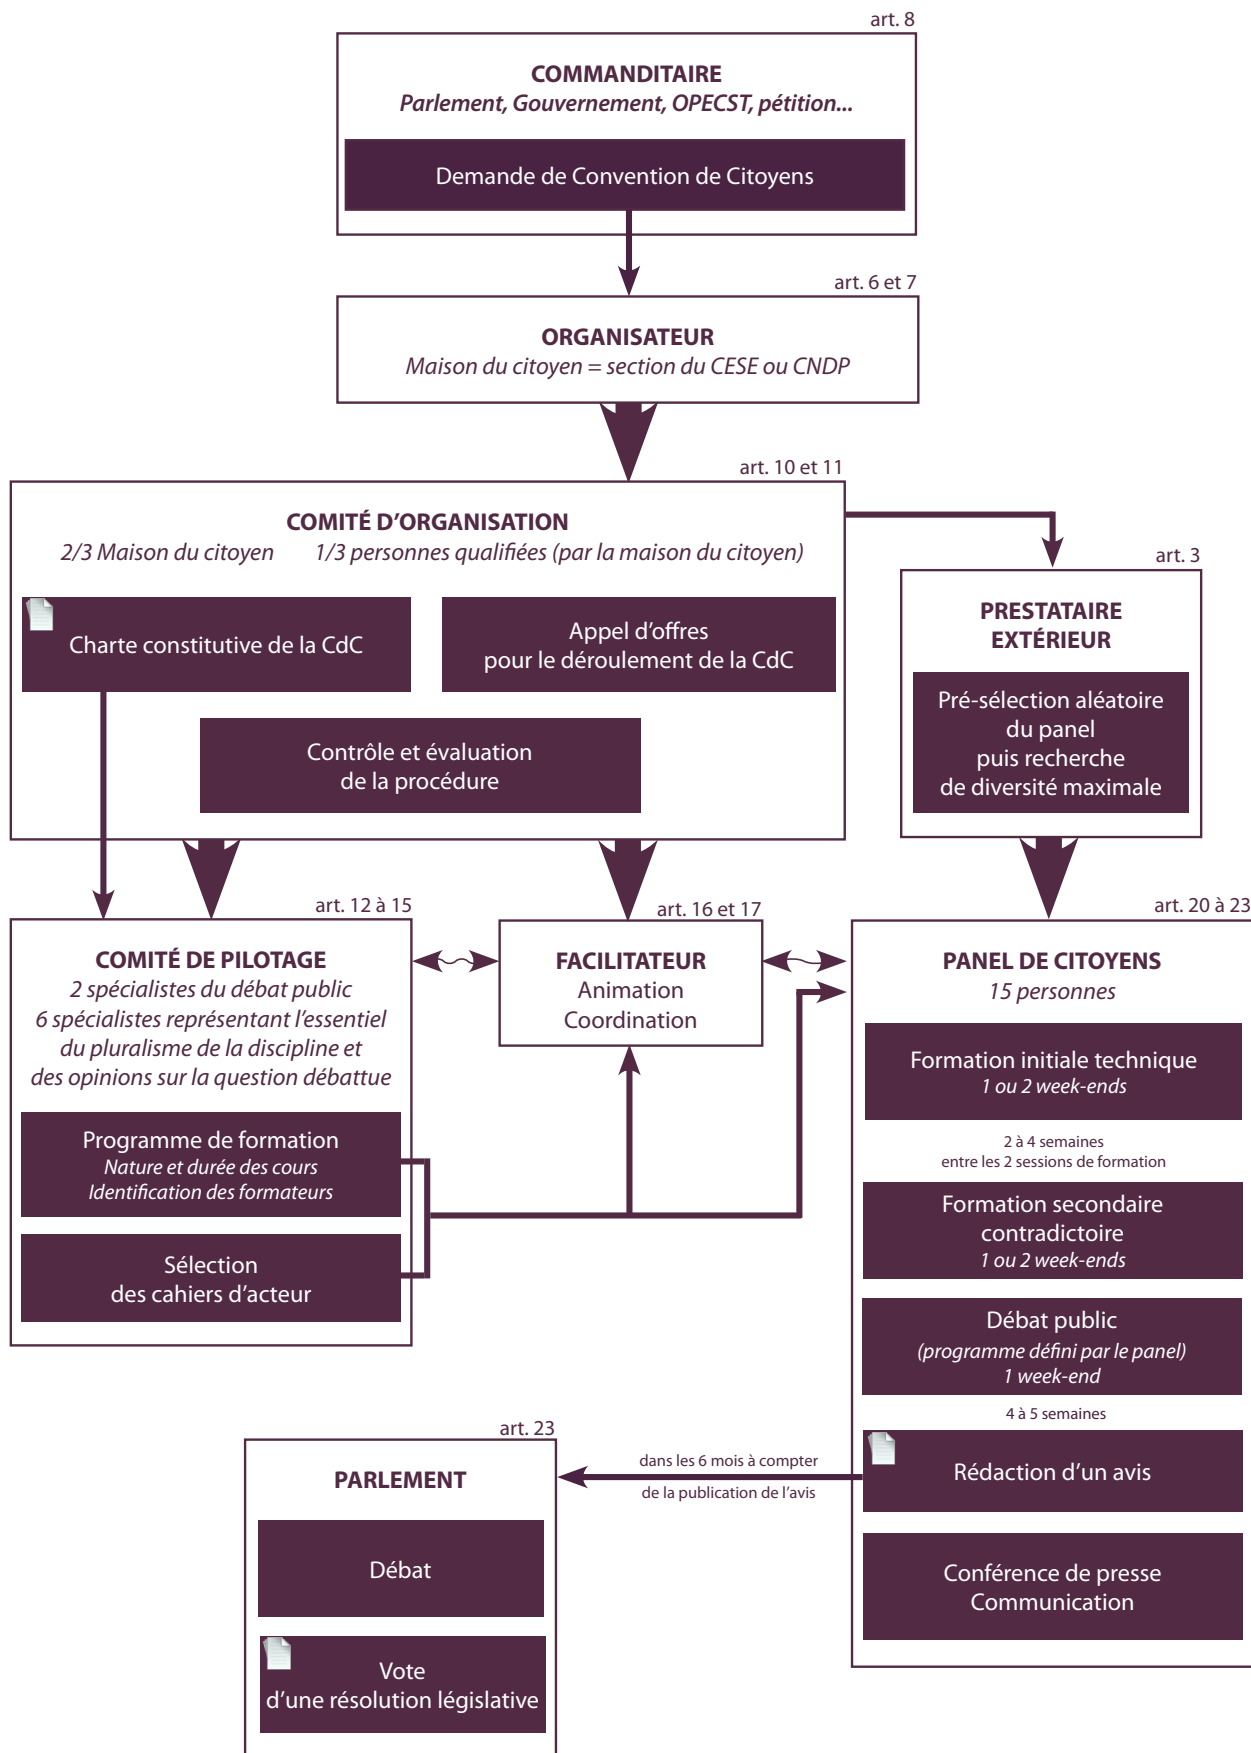 art. 8
COMMANDITAIRE
Parlement, Gouvernement, OPECST, pétition...
Demande de Convention de Citoyens
art. 6 et 7
ORGANISATEUR
Maison du citoyen = section du CESE ou CNDP
art. 10 et 11
COMITÉ D'ORGANISATION
2/3 Maison du citoyen 1/3 personnes qualifiées (par la maison du citoyen)
Charte constitutive de la CdC
Appel d'offres
pour le déroulement de la CdC
Contrôle et évaluation
de la procédure
art. 3
PRESTATAIRE
EXTÉRIEUR
Pré-sélection aléatoire
du panel
puis recherche
de diversité maximale
art. 12 à 15
COMITÉ DE PILOTAGE
2 spécialistes du débat public
6 spécialistes représentant l'essentiel
du pluralisme de la discipline et
des opinions sur la question débattue
Programme de formation
Nature et durée des cours
Identification des formateurs
Sélection
des cahiers d'acteur
art. 16 et 17
FACILITATEUR
Animation
Coordination
art. 20 à 23
PANEL DE CITOYENS
15 personnes
Formation initiale technique
1 ou 2 week-ends
2 à 4 semaines
entre les 2 sessions de formation
Formation secondaire
contradictoire
1 ou 2 week-ends
Débat public
(programme défini par le panel)
1 week-end
4 à 5 semaines
Rédaction d'un avis
Conférence de presse
Communication
dans les 6 mois à compter
de la publication de l'avis
art. 23
PARLEMENT
Débat
Vote
d'une résolution législative